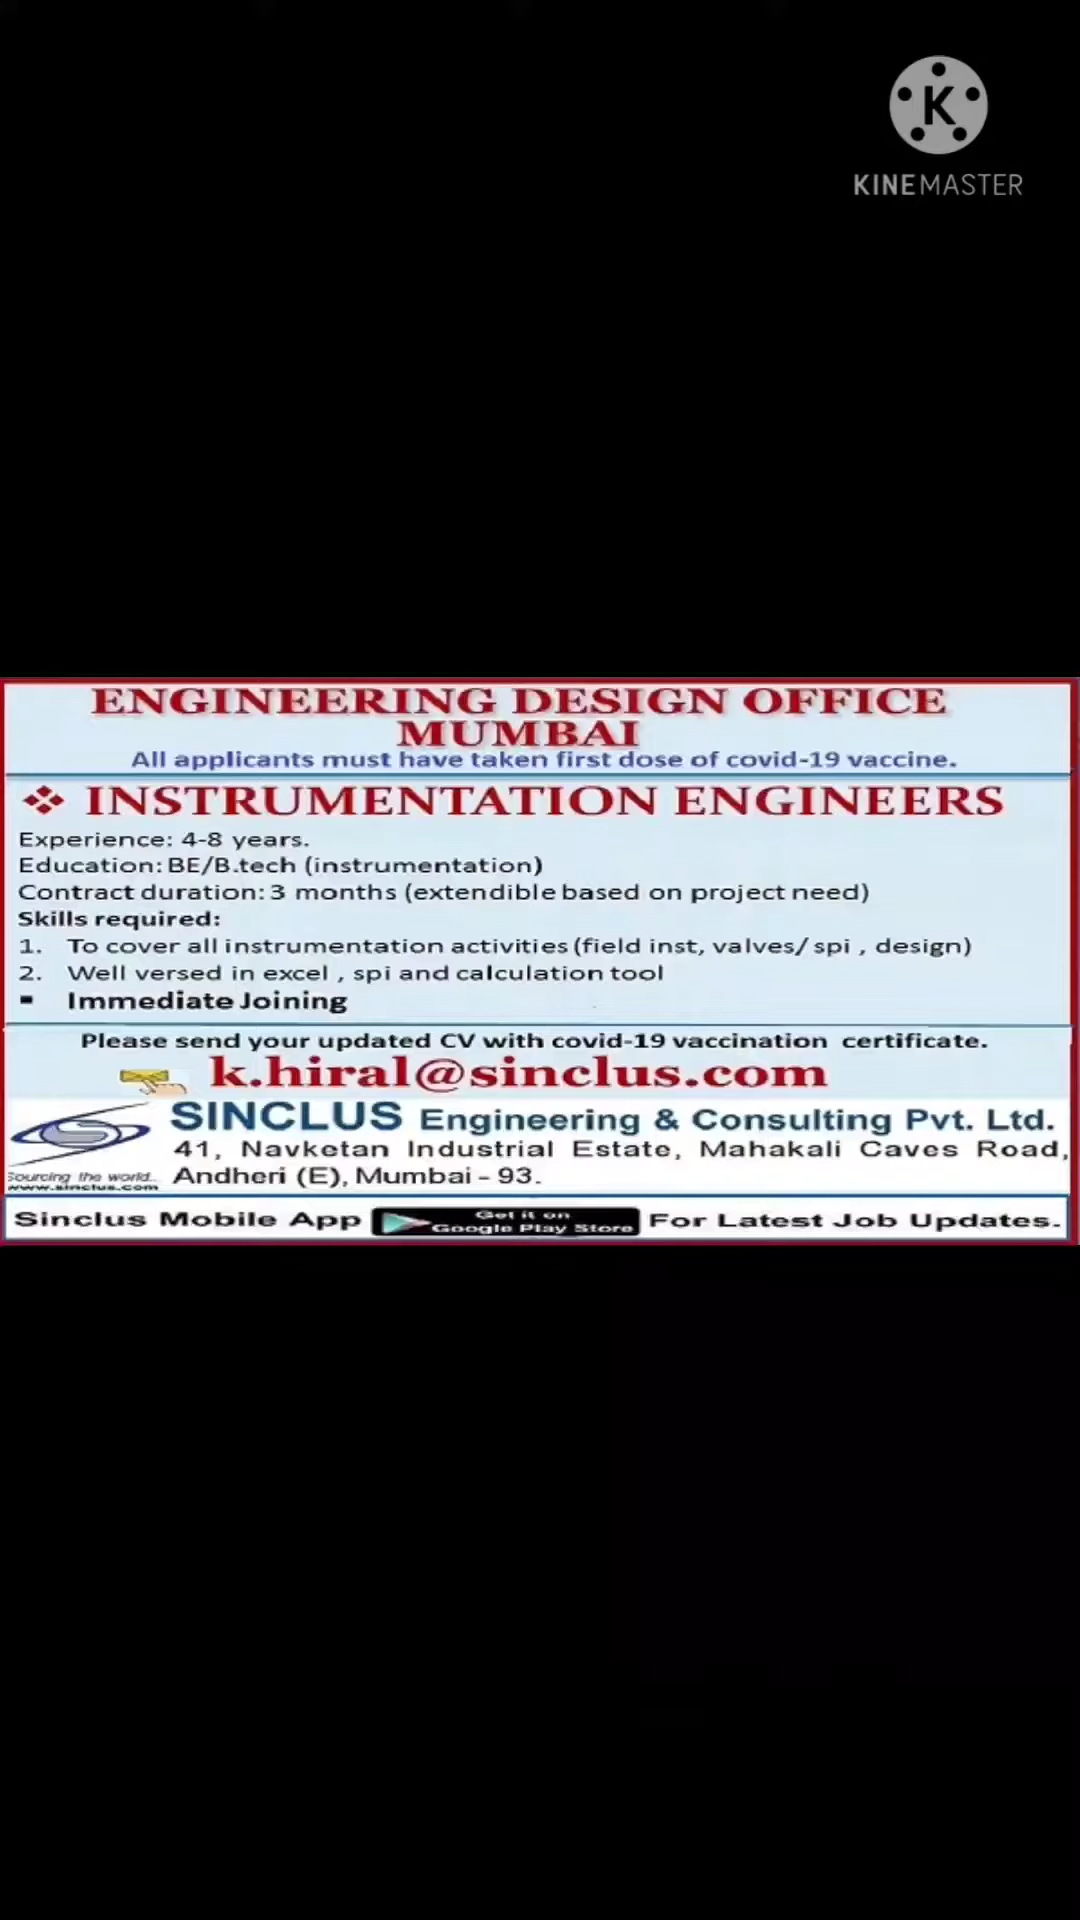 K
KINEMASTER
ENGINEERING DESIGN OFFICE
MUMBAI
All applicants must have taken first dose of covid-19 vaccine.
❖ INSTRUMENTATION ENGINEERS
Experience: 4-8 years.
Education: BE/B.tech (instrumentation)
Contract duration: 3 months (extendible based on project need)
Skills required:
1. To cover all instrumentation activities (field inst, valves/ spi , design)
2. Well versed in excel , spi and calculation tool
▪ Immediate Joining
Please send your updated CV with covid-19 vaccination certificate.
k.hiral@sinclus.com
SINCLUS Engineering & Consulting Pvt. Ltd.
41, Navketan Industrial Estate, Mahakali Caves Road,
Andheri (E), Mumbai - 93.
Sourcing the world..
www.sinclus.com
Sinclus Mobile App Get it on Google Play Store For Latest Job Updates.